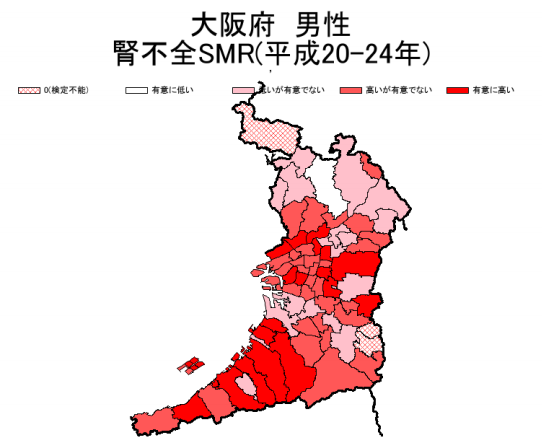 大阪府　男性
腎不全SMR(平成20-24年)
0(検定不能)　有意に低い　低いが有意でない　高いが有意でない　有意に高い